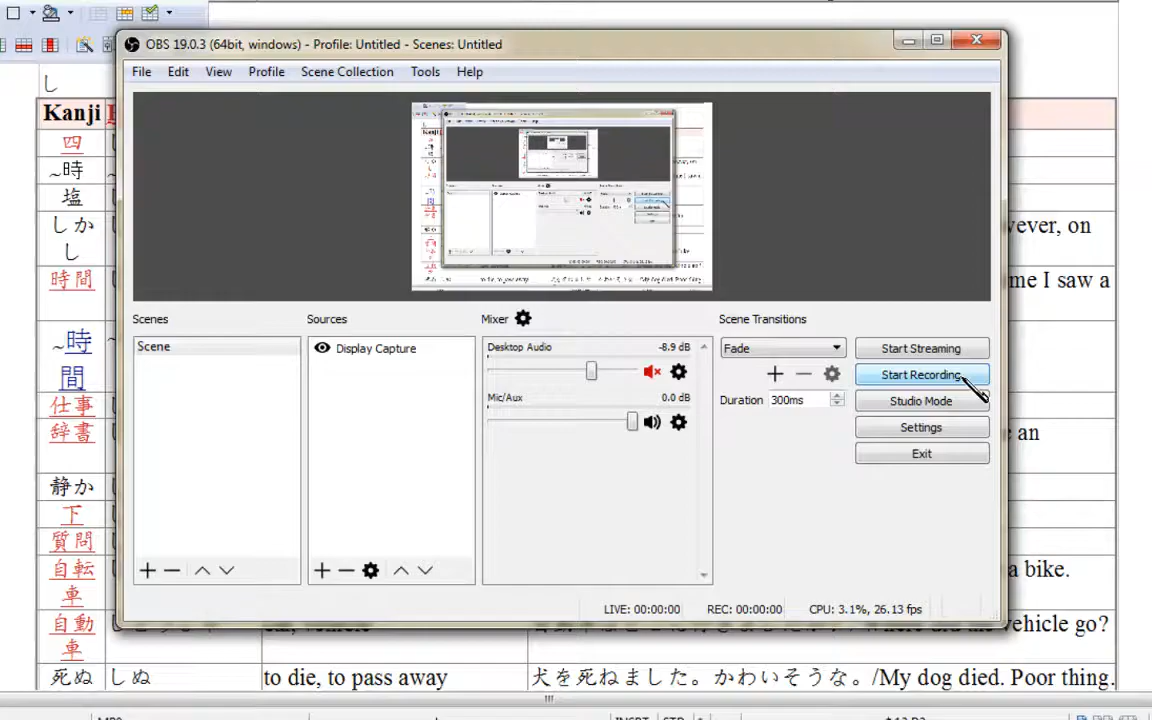 OBS 19.0.3 (64bit, windows) - Profile: Untitled - Scenes: Untitled
File Edit View Profile Scene Collection Tools Help
し
Kanji
四
~時
塩
しか
し
時間
~時
間
仕事
辞書
静か
下
質問
自転
車
自動
車
死ぬ しぬ to die, to pass away 犬を死ねました。かわいそうな。/My dog died. Poor thing.
wever, on
me I saw a
e an
a bike.
vehicle go?
Scenes
Scene
Sources
Display Capture
Mixer
Desktop Audio -8.9 dB
Mic/Aux 0.0 dB
Scene Transitions
Fade
Duration 300ms
Start Streaming
Start Recording
Studio Mode
Settings
Exit
LIVE: 00:00:00 REC: 00:00:00 CPU: 3.1%, 26.13 fps